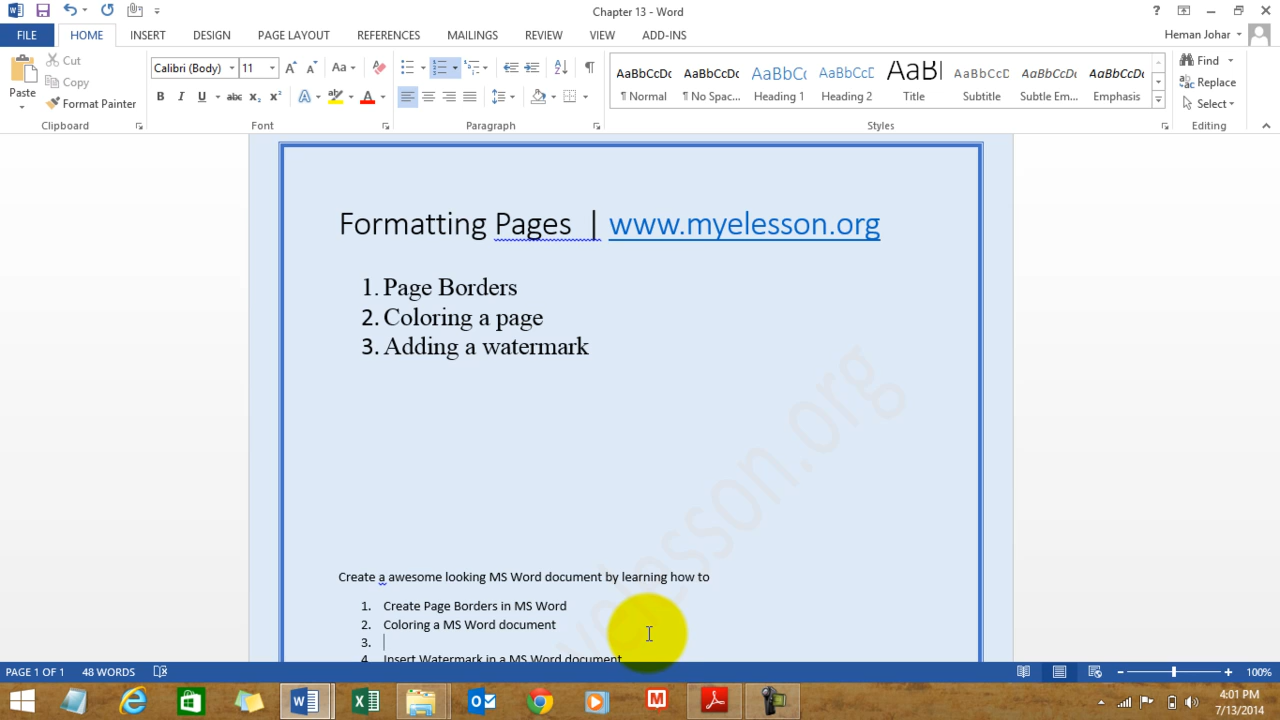 Chapter 13 - Word
FILE HOME INSERT DESIGN PAGE LAYOUT REFERENCES MAILINGS REVIEW VIEW ADD-INS
Heman Johar
Paste
Cut
Copy
Format Painter
Clipboard
Calibri (Body) 11
Font
Paragraph
AaBbCcDc AaBbCcDc AaBbCc AaBbCcD AaBl AaBbCcD AaBbCcDc AaBbCcDc
¶ Normal ¶ No Spac... Heading 1 Heading 2 Title Subtitle Subtle Em... Emphasis
Styles
Find
Replace
Select
Editing
Formatting Pages | www.myelesson.org
1. Page Borders
2. Coloring a page
3. Adding a watermark
Create a awesome looking MS Word document by learning how to
1. Create Page Borders in MS Word
2. Coloring a MS Word document
3.
4. Insert Watermark in a MS Word document
PAGE 1 OF 1 48 WORDS
100%
4:01 PM
7/13/2014